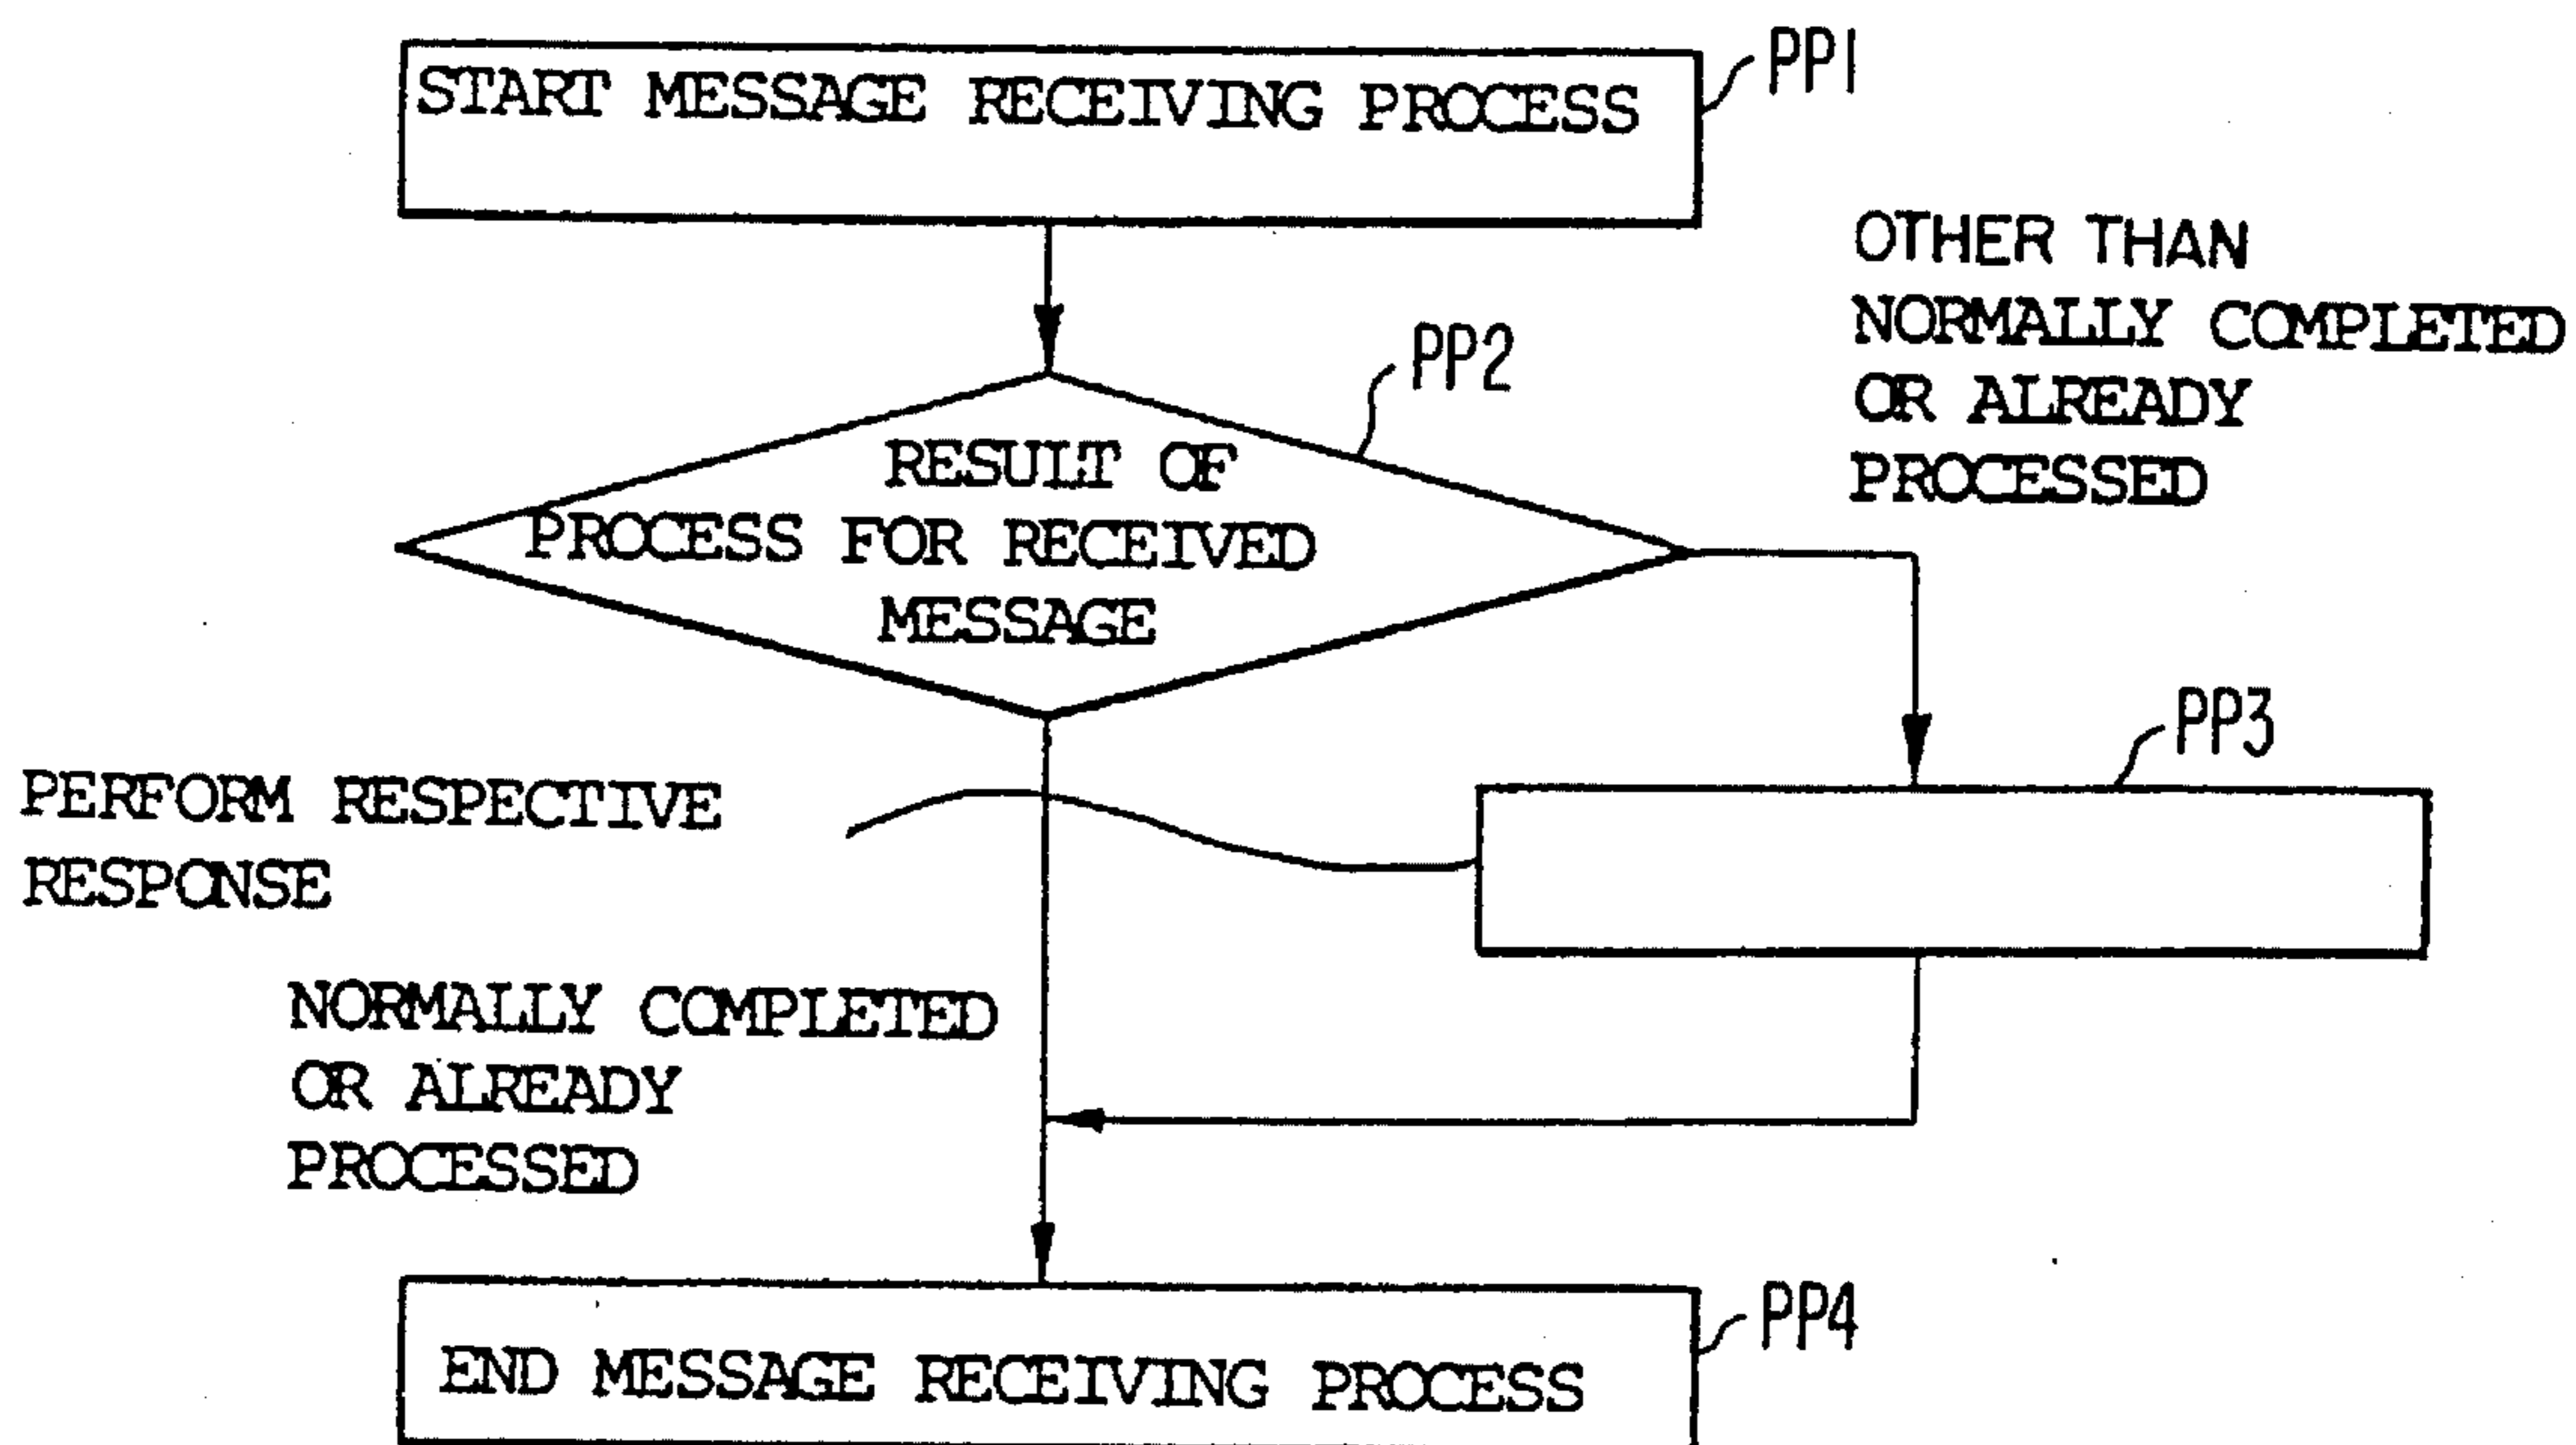 START MESSAGE RECEIVING PROCESS
PP1
OTHER THAN
NORMALLY COMPLETED
OR ALREADY
PROCESSED
PP2
RESULT OF
PROCESS FOR RECEIVED
MESSAGE
PP3
PERFORM RESPECTIVE
RESPONSE
NORMALLY COMPLETED
OR ALREADY
PROCESSED
PP4
END MESSAGE RECEIVING PROCESS